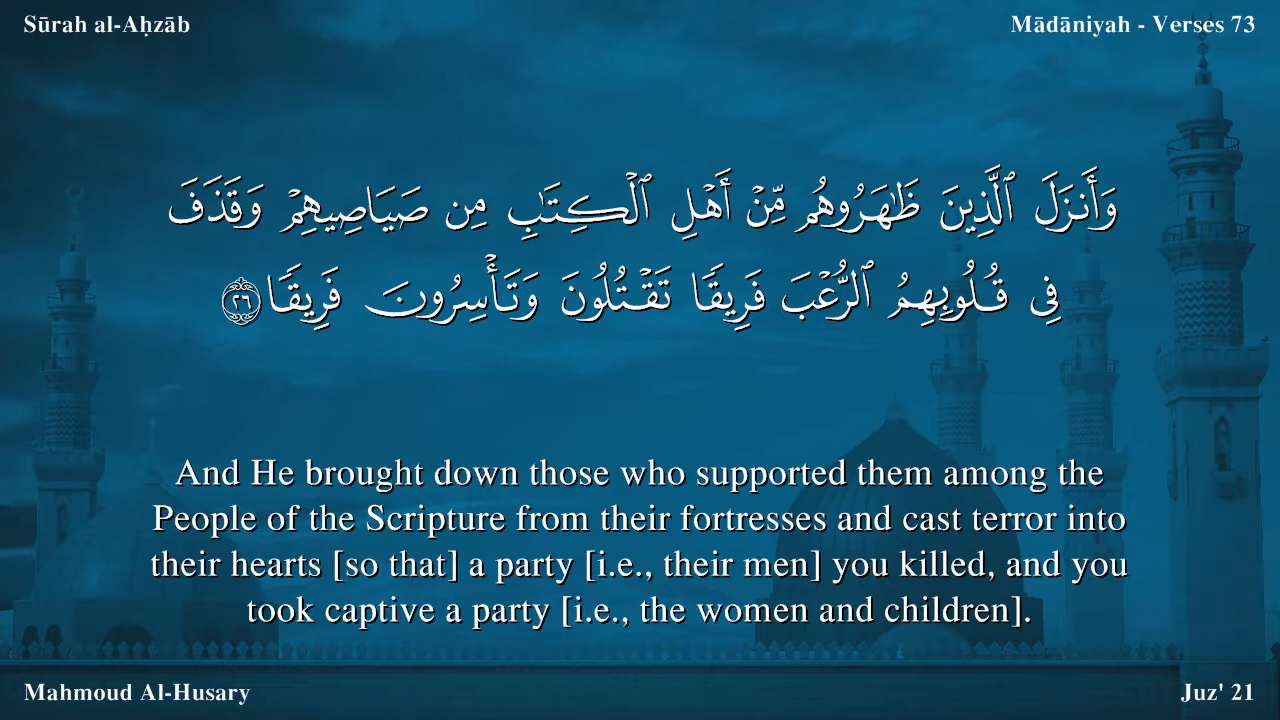 Sūrah al-Aḥzāb
Mādāniyah - Verses 73
وَأَنزَلَ ٱلَّذِينَ ظَٰهَرُوهُم مِّنْ أَهْلِ ٱلْكِتَٰبِ مِن صَيَاصِيهِمْ وَقَذَفَ
فِى قُلُوبِهِمُ ٱلرُّعْبَ فَرِيقًا تَقْتُلُونَ وَتَأْسِرُونَ فَرِيقًا ٢٦
And He brought down those who supported them among the
People of the Scripture from their fortresses and cast terror into
their hearts [so that] a party [i.e., their men] you killed, and you
took captive a party [i.e., the women and children].
Mahmoud Al-Husary
Juz' 21